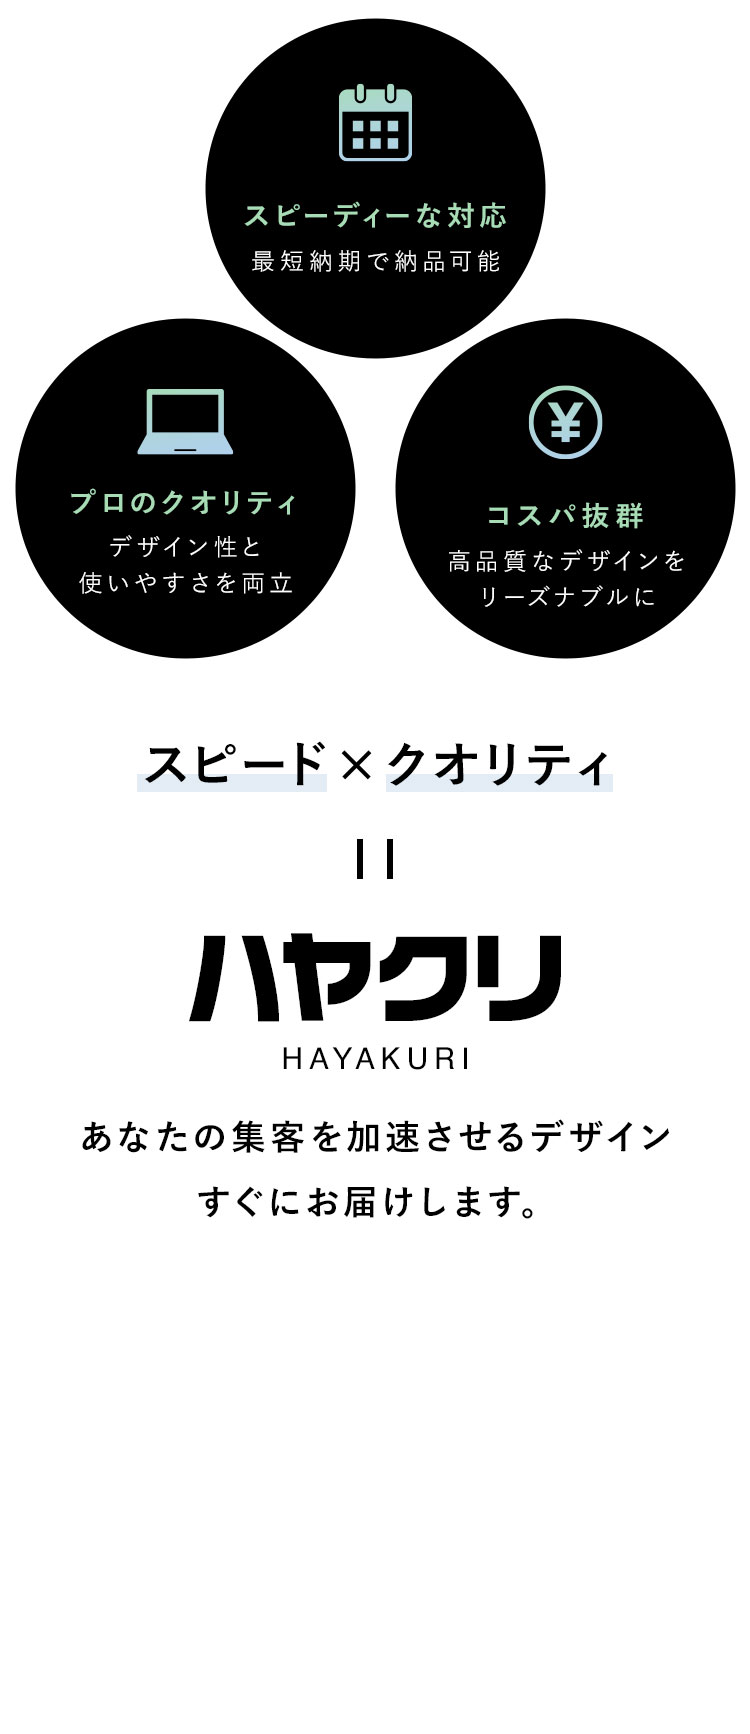 スピーディーな対応
最短納期で納品可能
プロのクオリティ
デザイン性と
使いやすさを両立
¥
コスパ抜群
高品質なデザインを
リーズナブルに
スピード×クオリティ
ハヤクリ
HAYAKURI
あなたの集客を加速させるデザイン
すぐにお届けします。